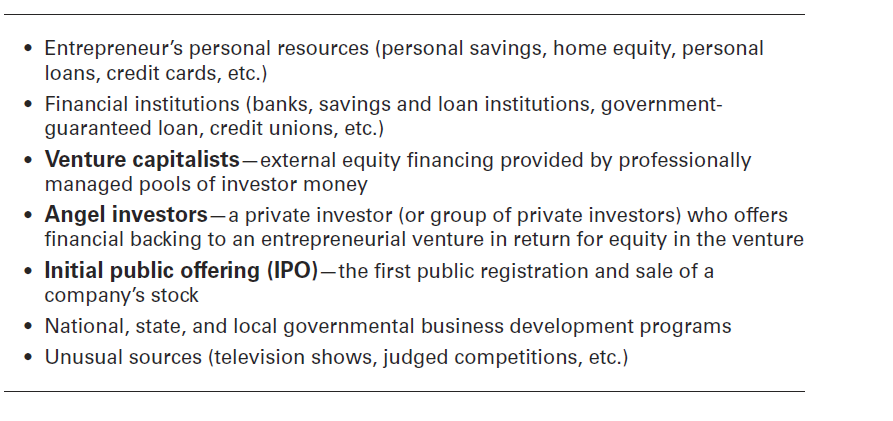 • Entrepreneur’s personal resources (personal savings, home equity, personal
loans, credit cards, etc.)
• Financial institutions (banks, savings and loan institutions, government-
guaranteed loan, credit unions, etc.)
• Venture capitalists—external equity financing provided by professionally
managed pools of investor money
• Angel investors—a private investor (or group of private investors) who offers
financial backing to an entrepreneurial venture in return for equity in the venture
• Initial public offering (IPO)—the first public registration and sale of a
company’s stock
• National, state, and local governmental business development programs
• Unusual sources (television shows, judged competitions, etc.)